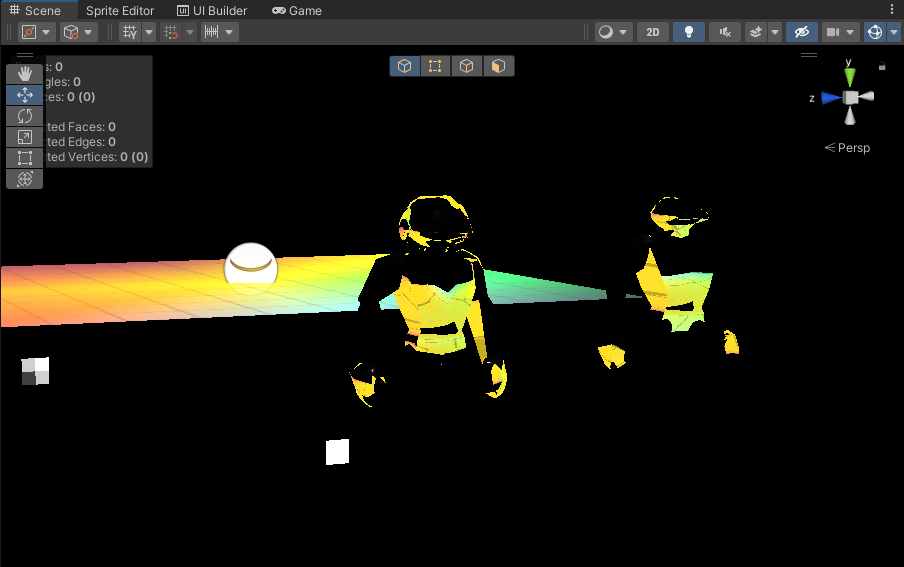 Scene Sprite Editor UI Builder Game
2D
s: 0
gles: 0
ces: 0 (0)
ted Faces: 0
ted Edges: 0
ted Vertices: 0 (0)
y
z
Persp